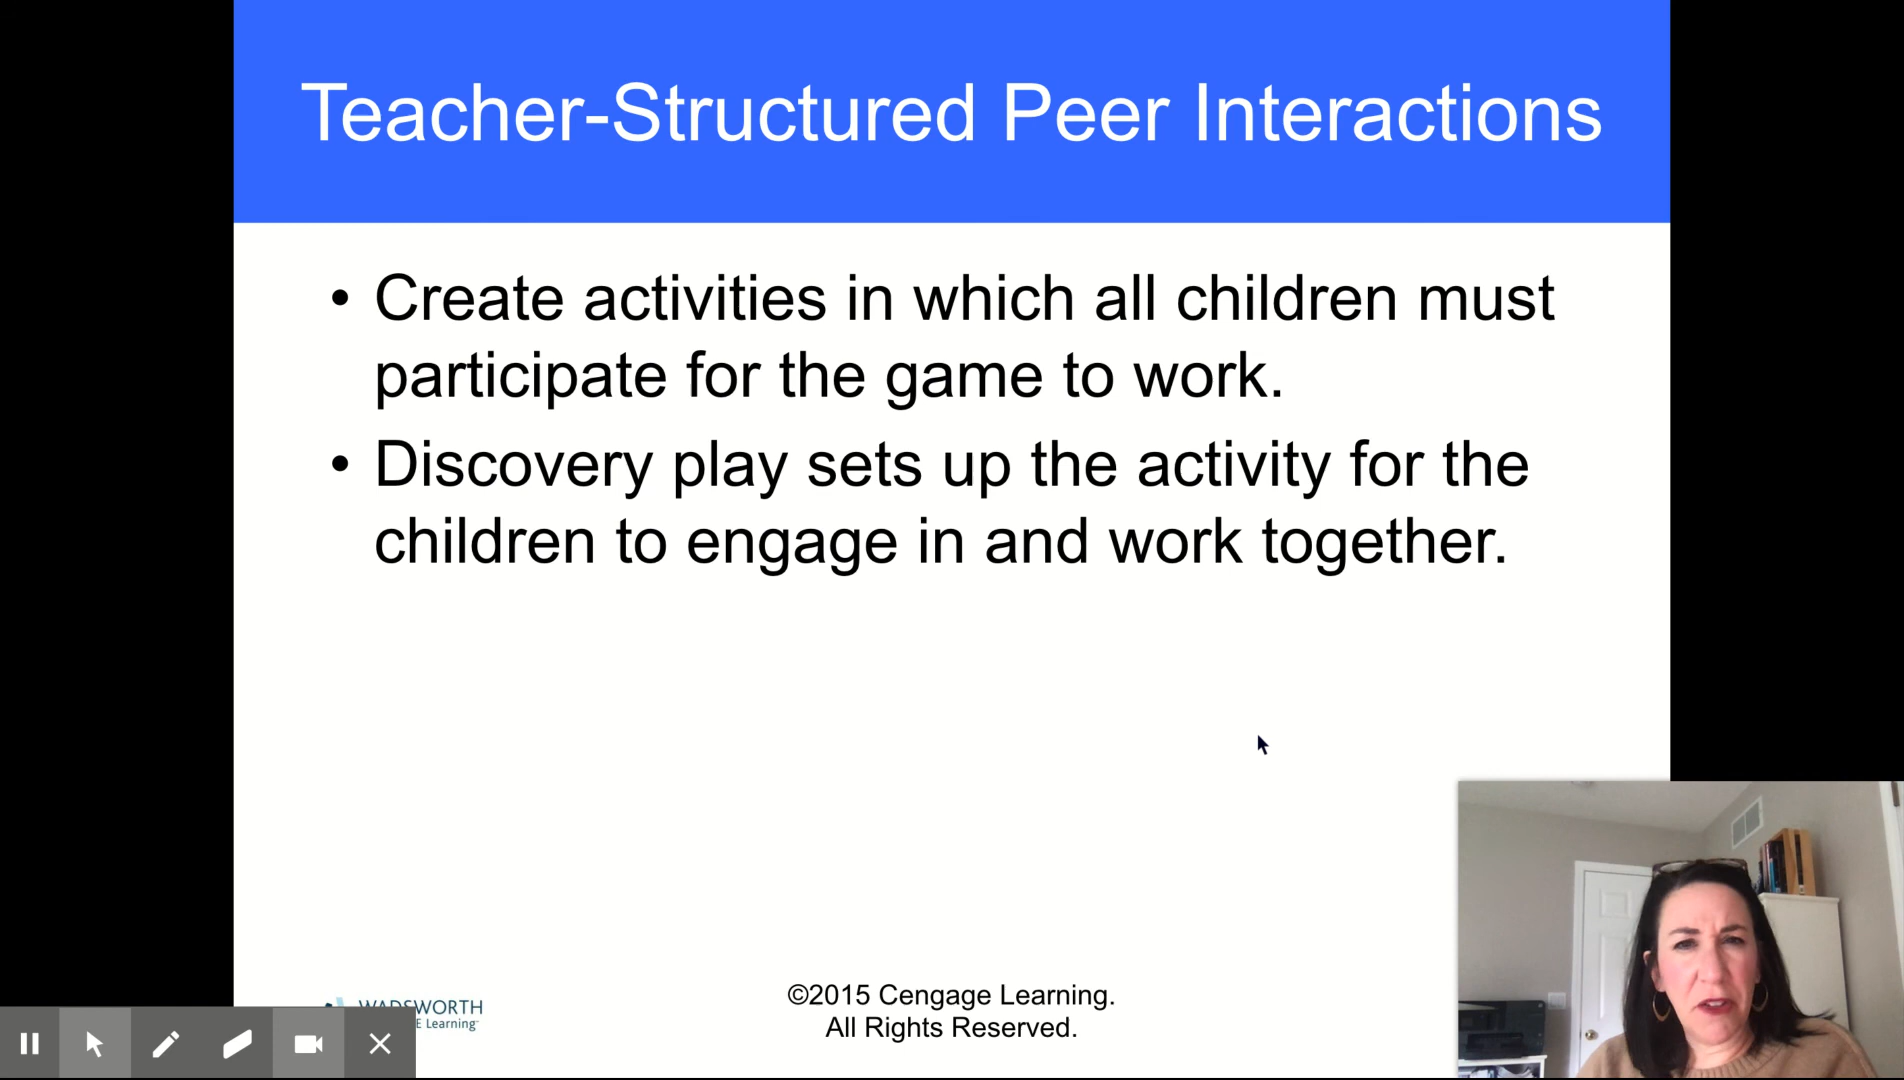 Teacher-Structured Peer Interactions
• Create activities in which all children must
participate for the game to work.
• Discovery play sets up the activity for the
children to engage in and work together.
WADSWORTH
E Learning™
©2015 Cengage Learning.
All Rights Reserved.